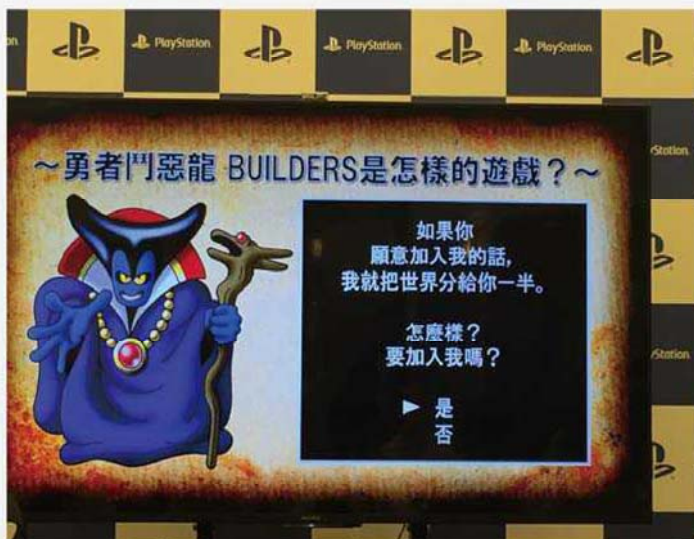 PlayStation
PlayStation
PlayStation
Station
～勇者鬥惡龍 BUILDERS是怎樣的遊戲？～
如果你
願意加入我的話，
我就把世界分給你一半。
怎麼樣？
要加入我嗎？
▶ 是
否
Station